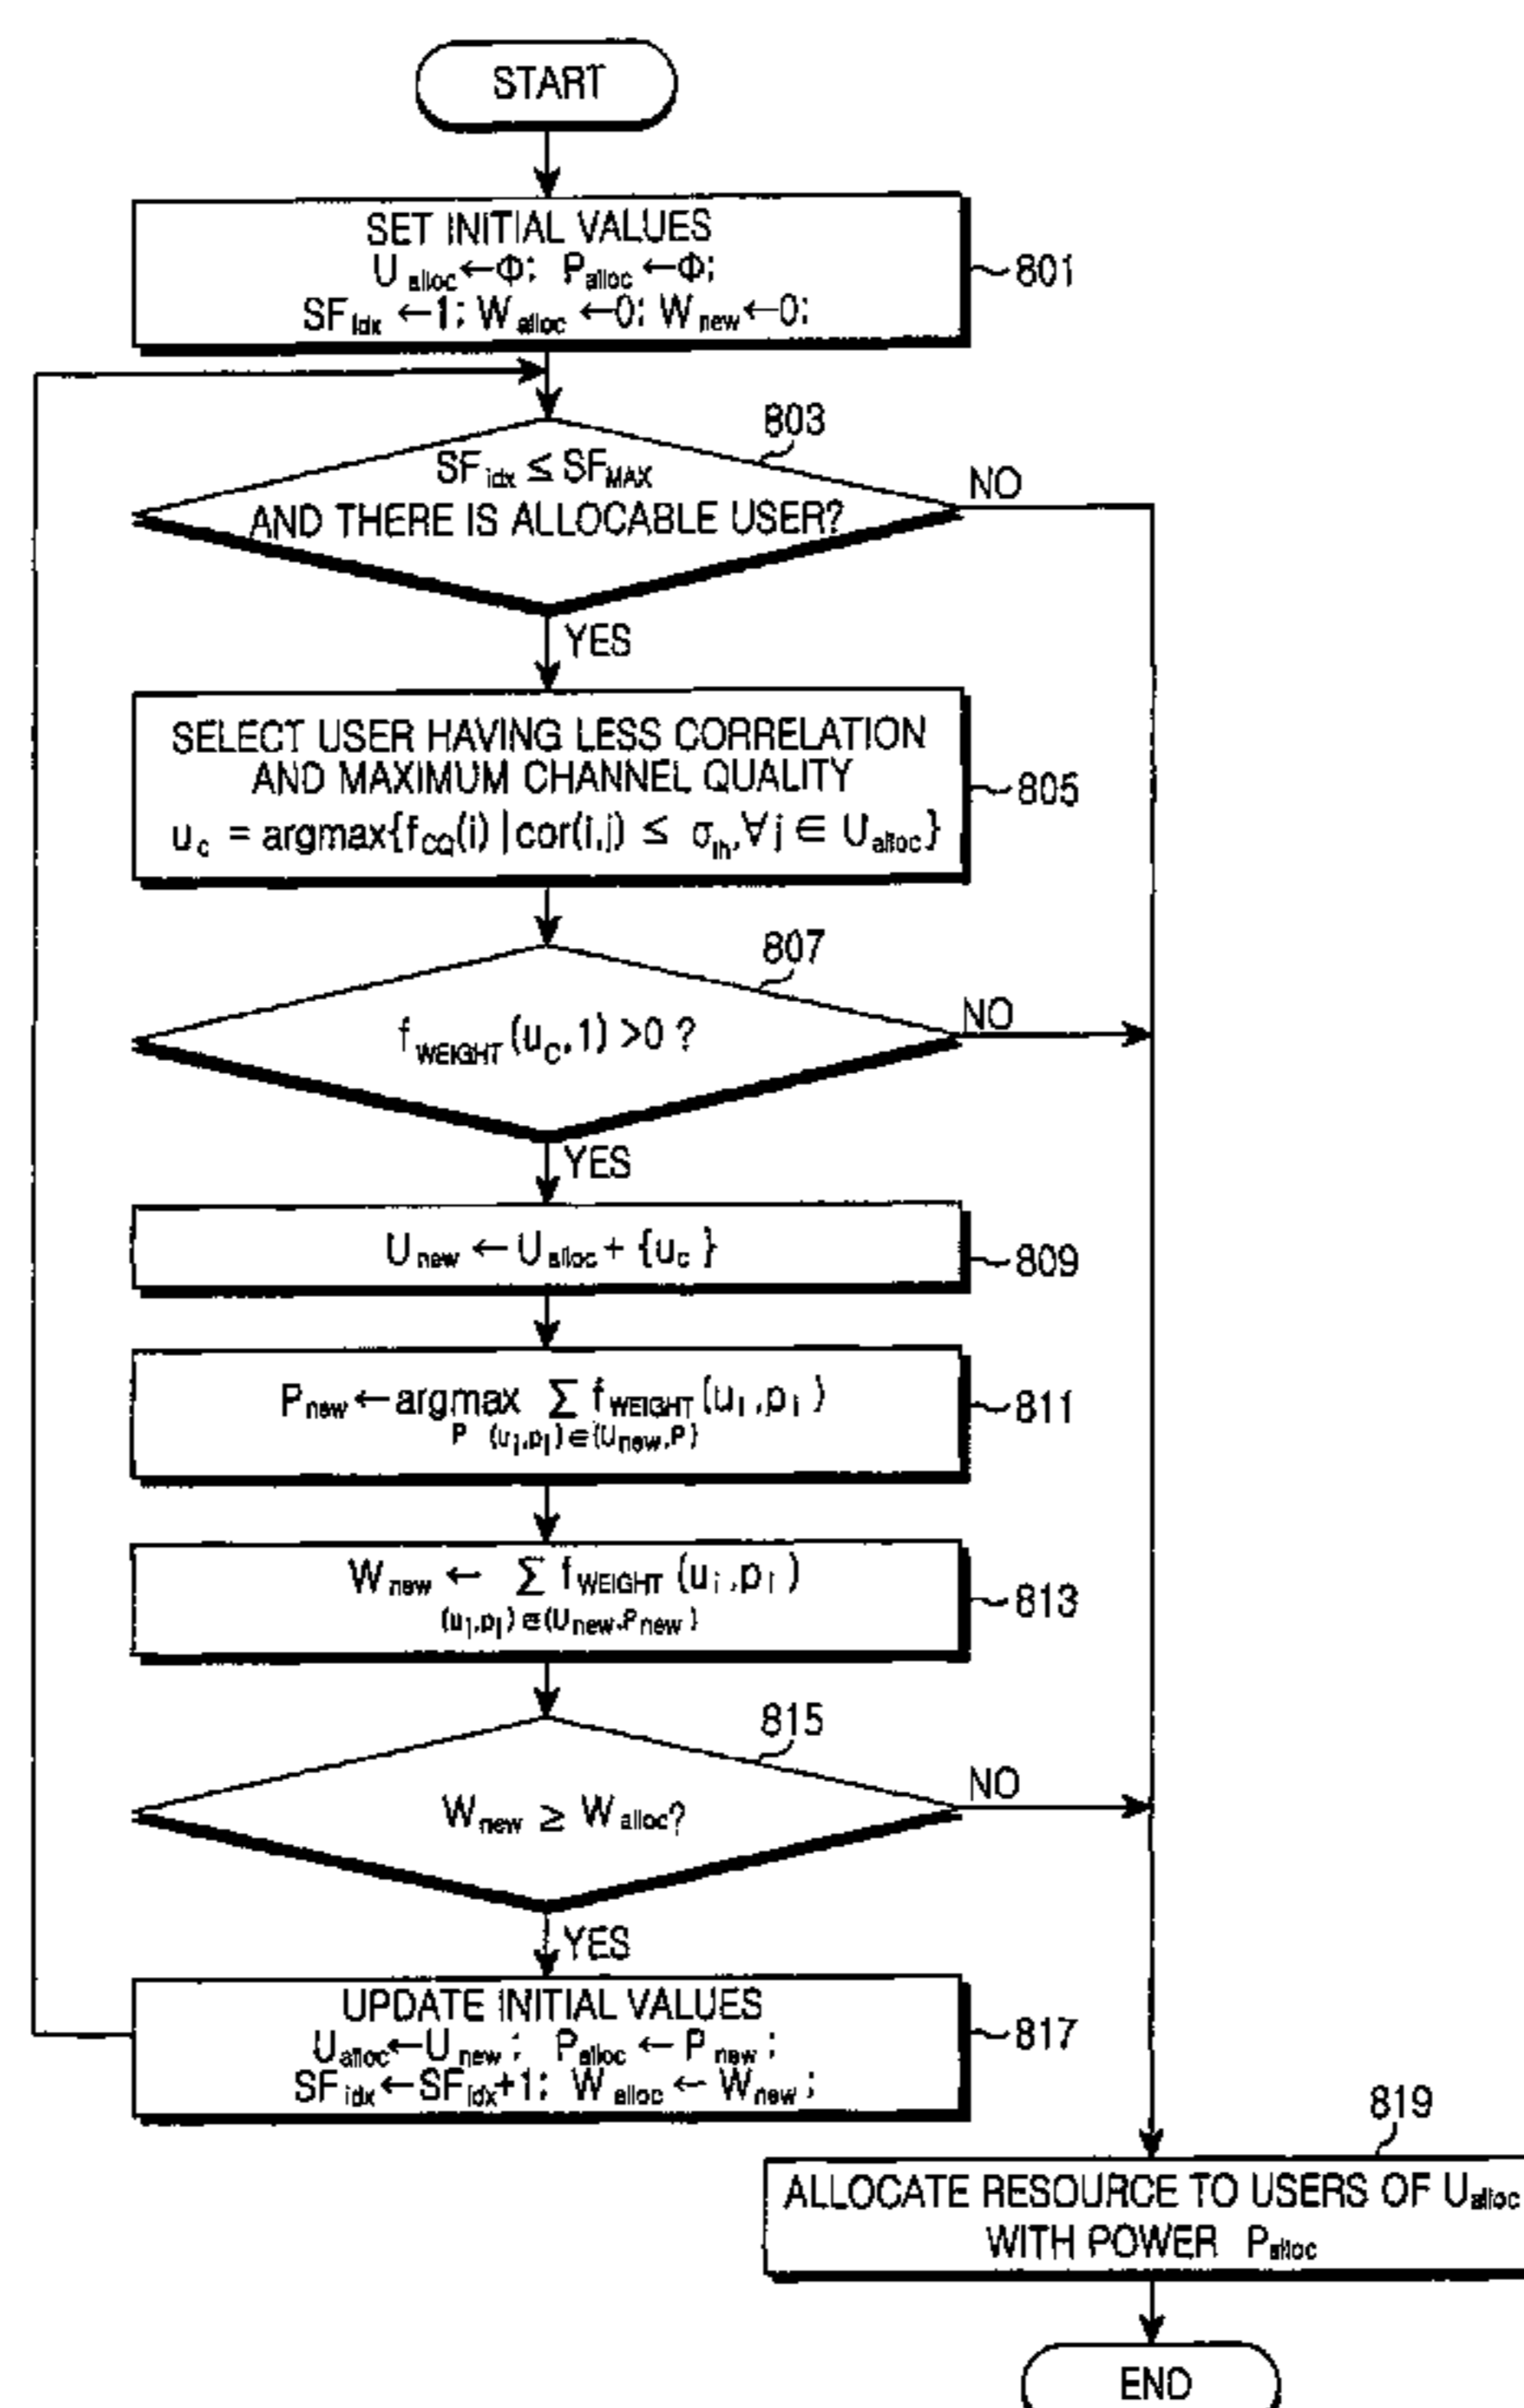 START
SET INITIAL VALUES
U alloc ←Φ; P alloc ←Φ;
SF idx ←1; W alloc ←0; W new ←0;
801
803
SF idx ≤ SF MAX
AND THERE IS ALLOCABLE USER?
NO
YES
SELECT USER HAVING LESS CORRELATION
AND MAXIMUM CHANNEL QUALITY
u c = argmax{f CQ (i) | cor(i,j) ≤ σ th, ∀ j ∈ U alloc}
805
807
f WEIGHT (u C, 1) >0 ?
NO
YES
U new ← U alloc + {u c }
809
P new ← argmax Σ f WEIGHT (u i ,p i )
P (u i ,p i ) ∈ (U new ,P)
811
W new ← Σ f WEIGHT (u i ,p i )
(u i ,p i ) ∈ (U new ,P new )
813
815
W new ≥ W alloc?
NO
YES
UPDATE INITIAL VALUES
U alloc ← U new ; P alloc ← P new ;
SF idx ← SF idx +1; W alloc ← W new ;
817
819
ALLOCATE RESOURCE TO USERS OF U alloc
WITH POWER P alloc
END